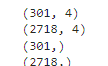 (301, 4)
(2718, 4)
(301,)
(2718,)